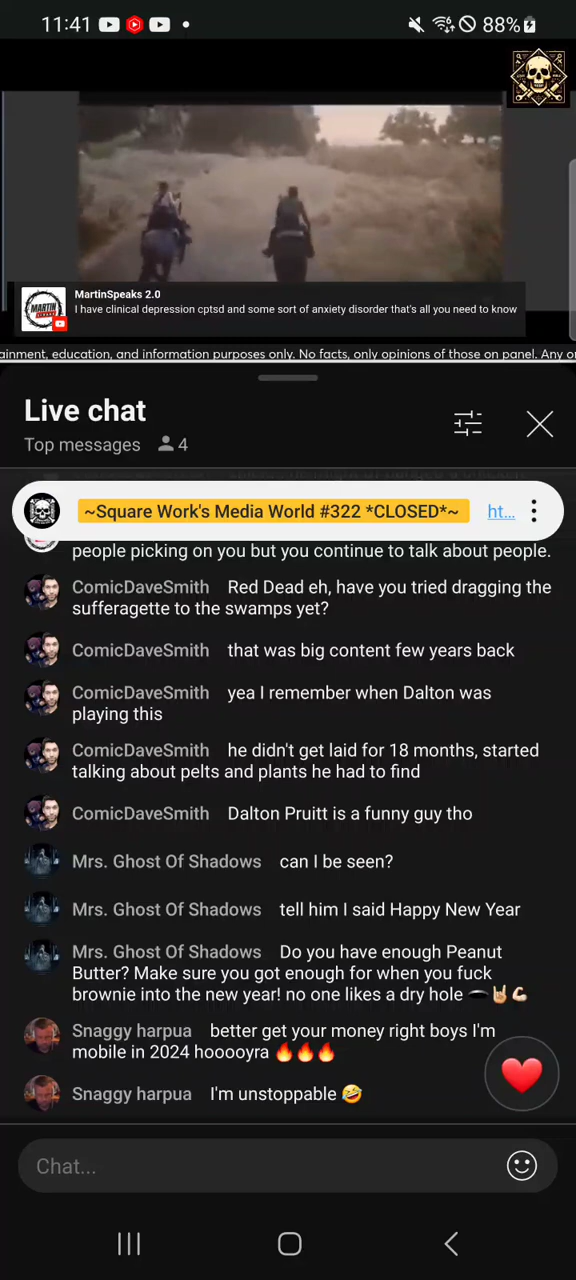 11:41
88%
MARTIN
MartinSpeaks 2.0
I have clinical depression cptsd and some sort of anxiety disorder that's all you need to know
ainment, education, and information purposes only. No facts, only opinions of those on panel. Any o
Live chat
Top messages 4
~Square Work's Media World #322 *CLOSED*~ ht...
people picking on you but you continue to talk about people.
ComicDaveSmith Red Dead eh, have you tried dragging the
sufferagette to the swamps yet?
ComicDaveSmith that was big content few years back
ComicDaveSmith yea I remember when Dalton was
playing this
ComicDaveSmith he didn't get laid for 18 months, started
talking about pelts and plants he had to find
ComicDaveSmith Dalton Pruitt is a funny guy tho
Mrs. Ghost Of Shadows can I be seen?
Mrs. Ghost Of Shadows tell him I said Happy New Year
Mrs. Ghost Of Shadows Do you have enough Peanut
Butter? Make sure you got enough for when you fuck
brownie into the new year! no one likes a dry hole 🕳️🤘💪
Snaggy harpua better get your money right boys I'm
mobile in 2024 hooooyra 🔥🔥🔥
Snaggy harpua I'm unstoppable 🤣
Chat...